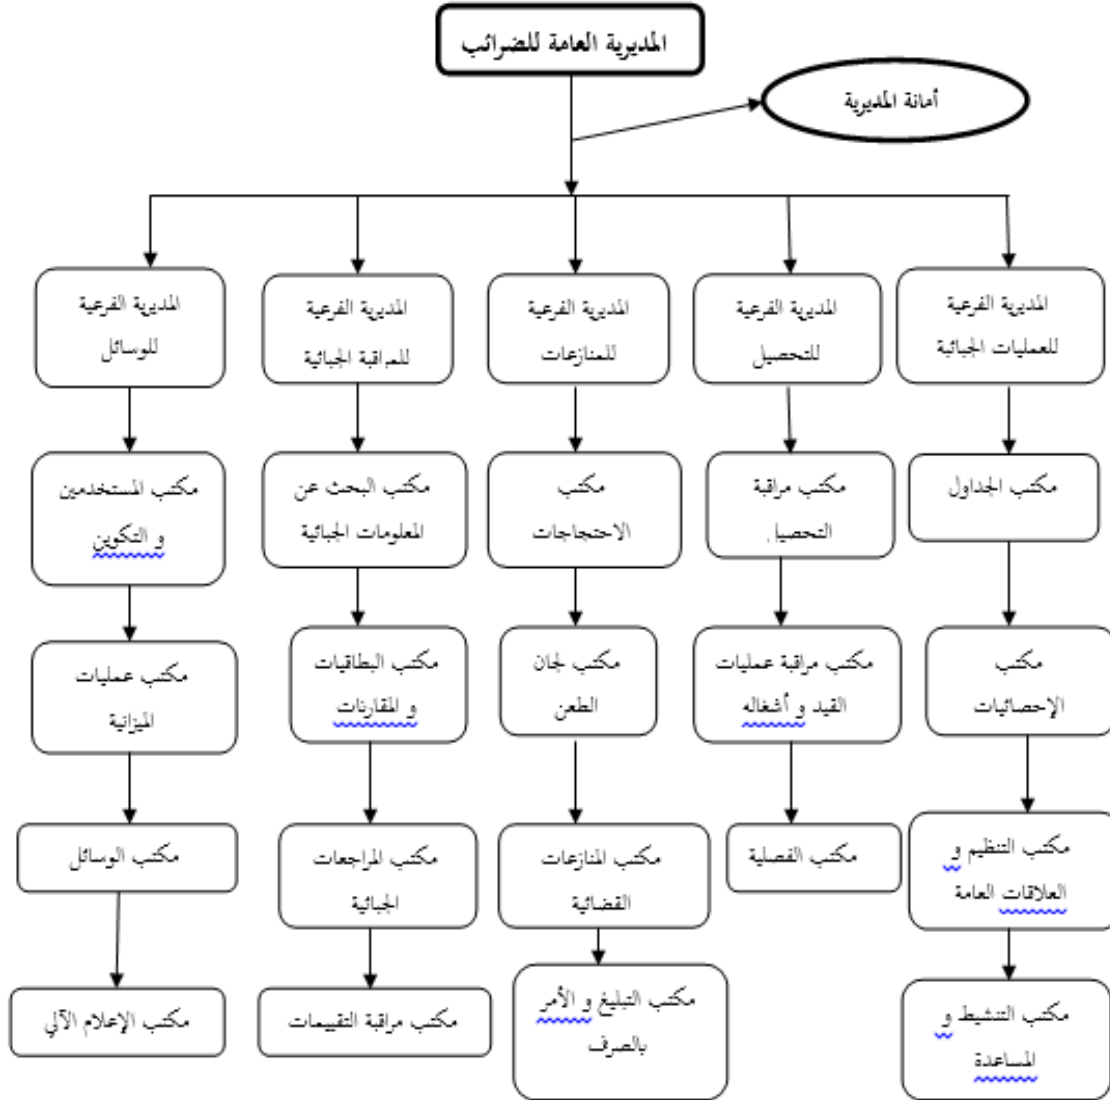 المديرية العامة للضرائب
أمانة المديرية
المديرية الفرعية
للعمليات الجبائية
المديرية الفرعية
للتحصيل
المديرية الفرعية
للمنازعات
المديرية الفرعية
للمراقبة الجبائية
المديرية الفرعية
للوسائل
مكتب الجداول
مكتب مراقبة
التحصيل
مكتب
الاحتجاجات
مكتب البحث عن
المعلومات الجبائية
مكتب المستخدمين
و التكوين
مكتب
الإحصائيات
مكتب مراقبة عمليات
القيد و أشغاله
مكتب لجان
الطعن
مكتب البطاقيات
و المقارنات
مكتب عمليات
الميزانية
مكتب التنظيم و
العلاقات العامة
مكتب الفصلية
مكتب المنازعات
القضائية
مكتب المراجعات
الجبائية
مكتب الوسائل
مكتب التنشيط و
المساعدة
مكتب التبليغ و الأمر
بالصرف
مكتب مراقبة التقييمات
مكتب الإعلام الآلي